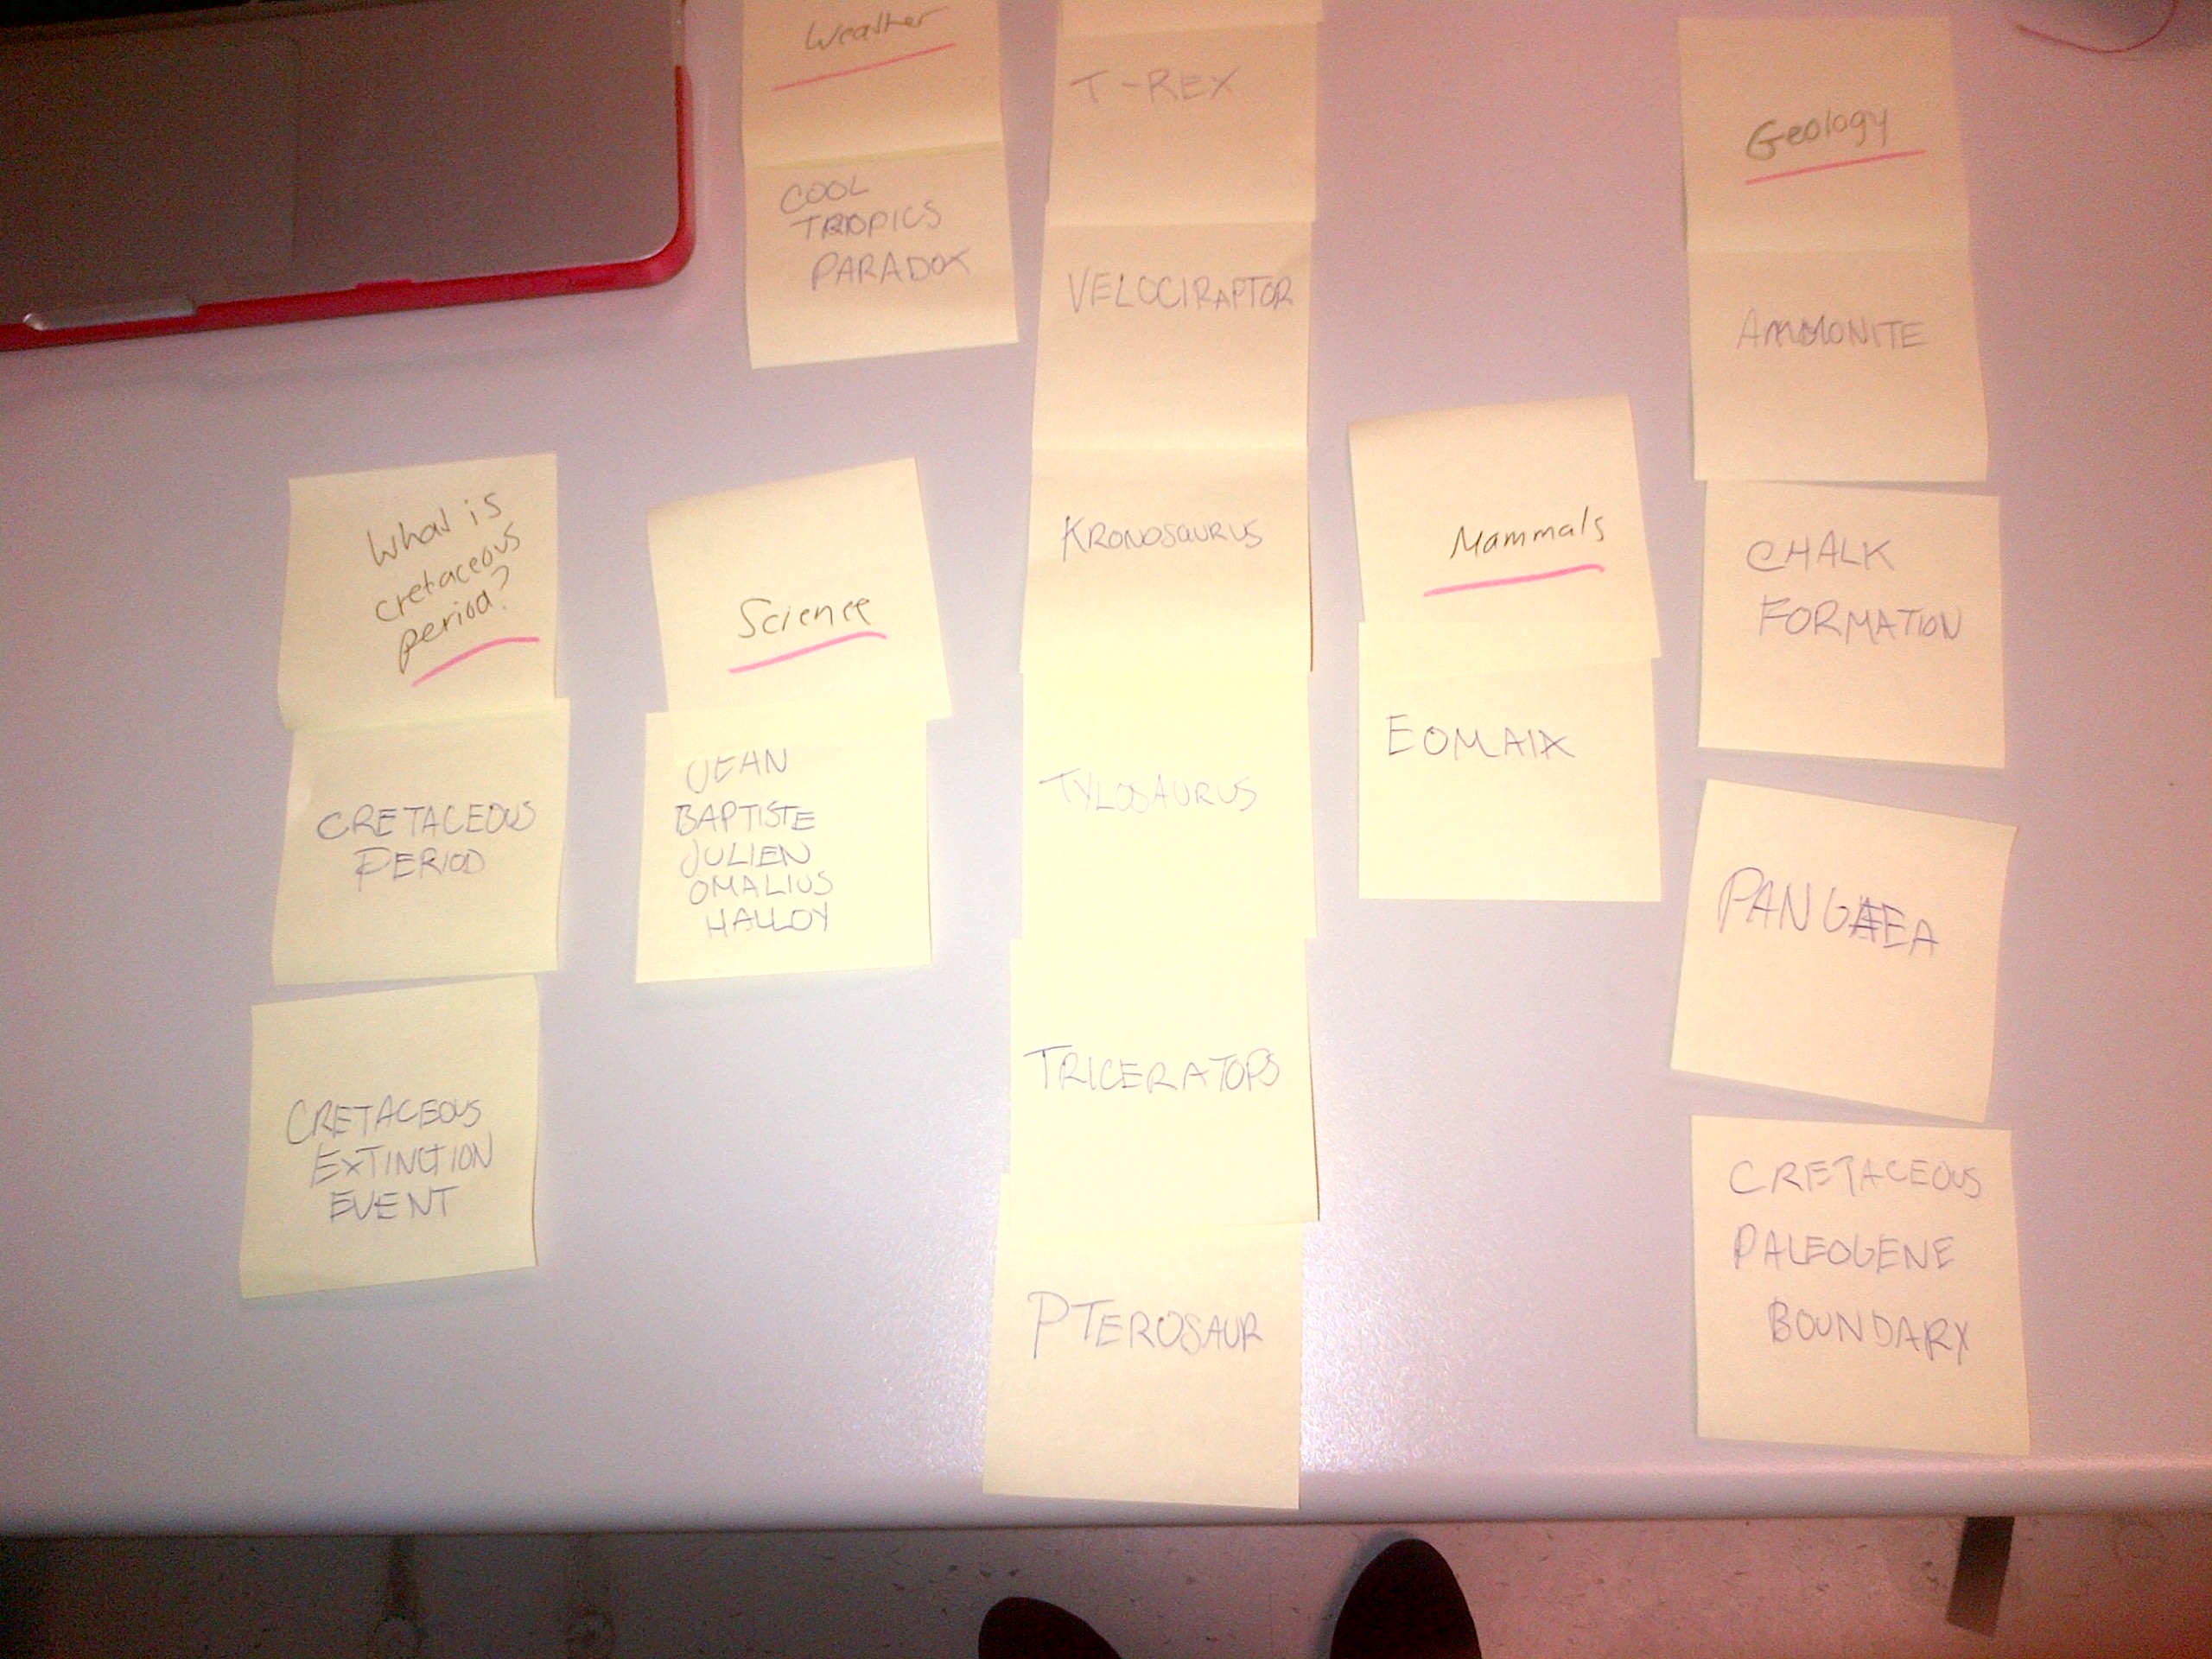 Weather
COOL
TROPICS
PARADOX
T-REX
VELOCIRAPTOR
KRONOSAURUS
TYLOSAURUS
TRICERATOPS
PTEROSAUR
Geology
AMMONITE
CHALK
FORMATION
PANGAEA
CRETACEOUS
PALEOGENE
BOUNDARY
What is
cretaceous
period?
CRETACEOUS
PERIOD
CRETACEOUS
EXTINCTION
EVENT
Science
JEAN
BAPTISTE
JULIEN
OMALIUS
HALLOY
Mammals
EOMAIA